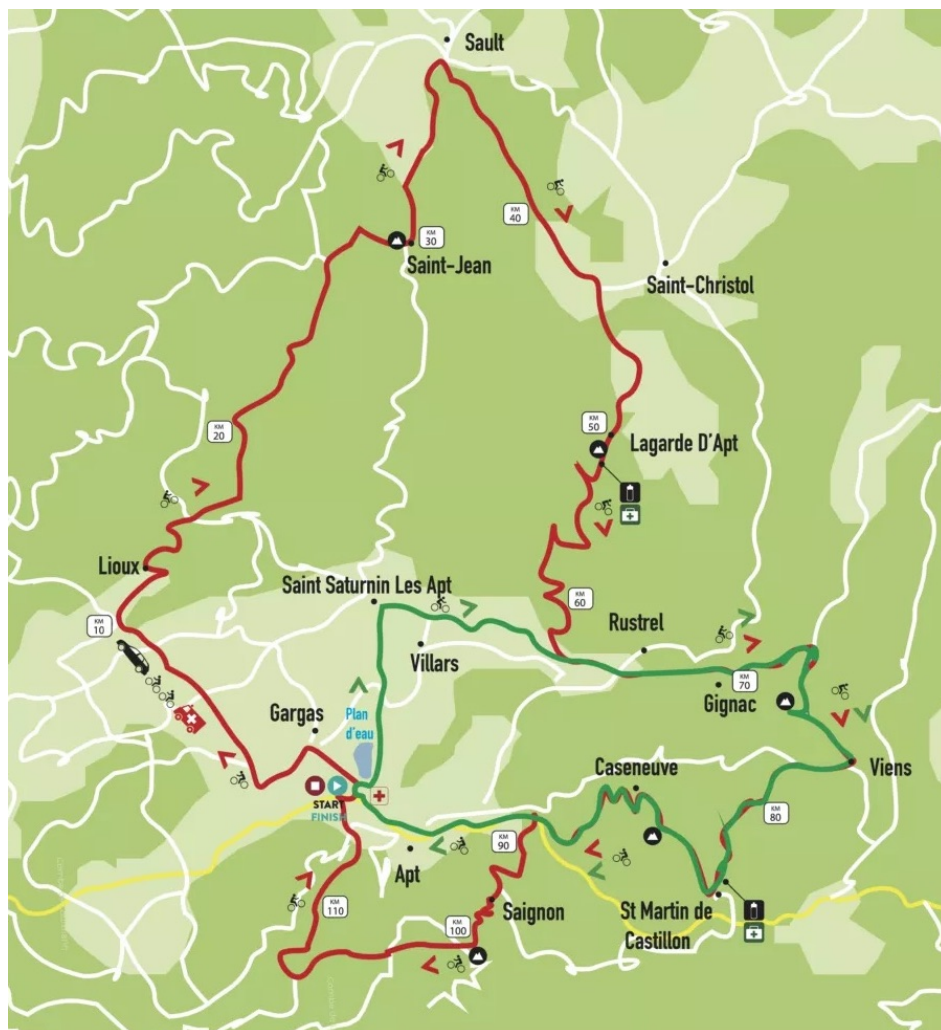 Sault
KM
40
KM
30
Saint-Jean
Saint-Christol
KM
20
KM
50
Lagarde D'Apt
Lioux
Saint Saturnin Les Apt
KM
60
KM
10
Rustrel
Villars
KM
70
Gignac
Gargas
Plan
d'eau
Viens
START
FINISH
Caseneuve
KM
80
KM
90
Apt
KM
110
Saignon
KM
100
St Martin de
Castillon